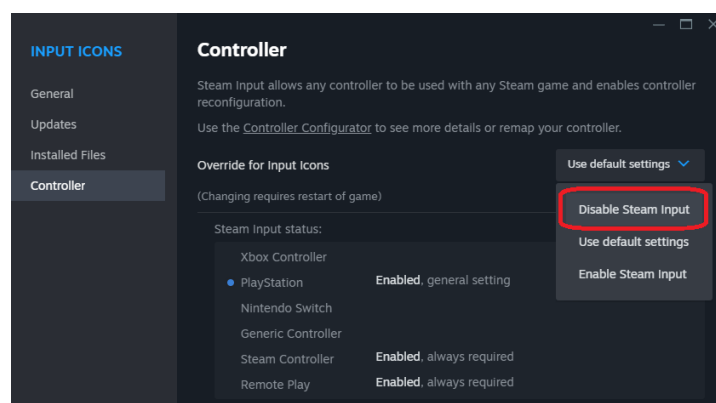 INPUT ICONS
General
Updates
Installed Files
Controller
Controller
Steam Input allows any controller to be used with any Steam game and enables controller
reconfiguration.
Use the Controller Configurator to see more details or remap your controller.
Override for Input Icons
Use default settings
(Changing requires restart of game)
Disable Steam Input
Use default settings
Enable Steam Input
Steam Input status:
Xbox Controller
PlayStation Enabled, general setting
Nintendo Switch
Generic Controller
Steam Controller Enabled, always required
Remote Play Enabled, always required